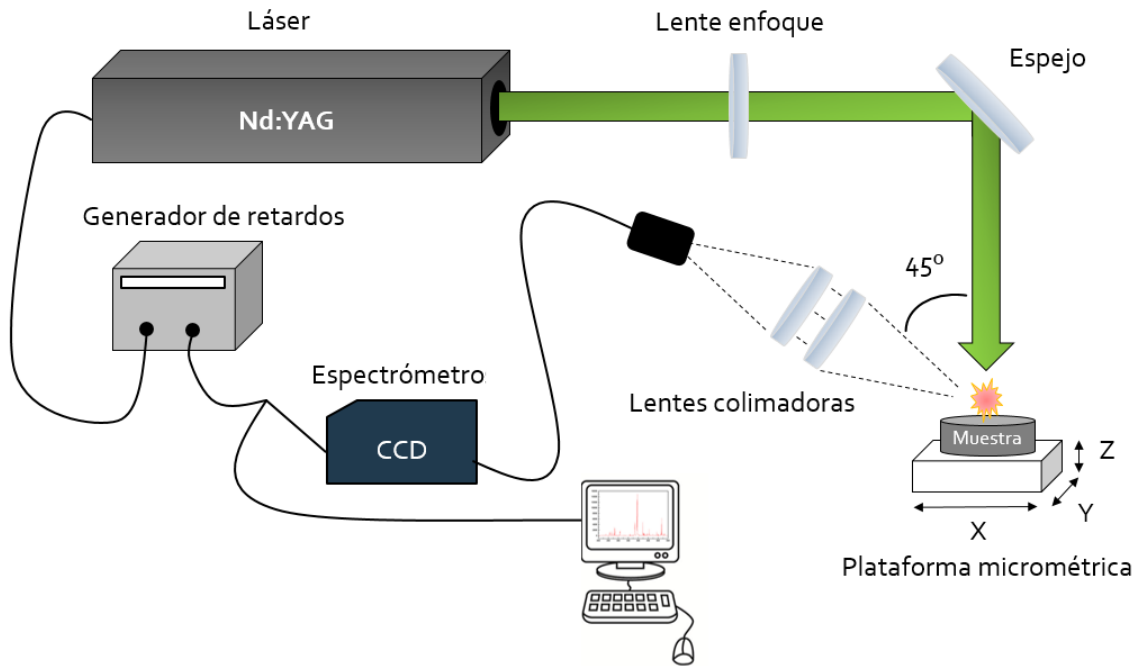 Láser
Lente enfoque
Espejo
Nd:YAG
Generador de retardos
45º
Espectrómetro
Lentes colimadoras
CCD
Muestra
Z
Y
X
Plataforma micrométrica